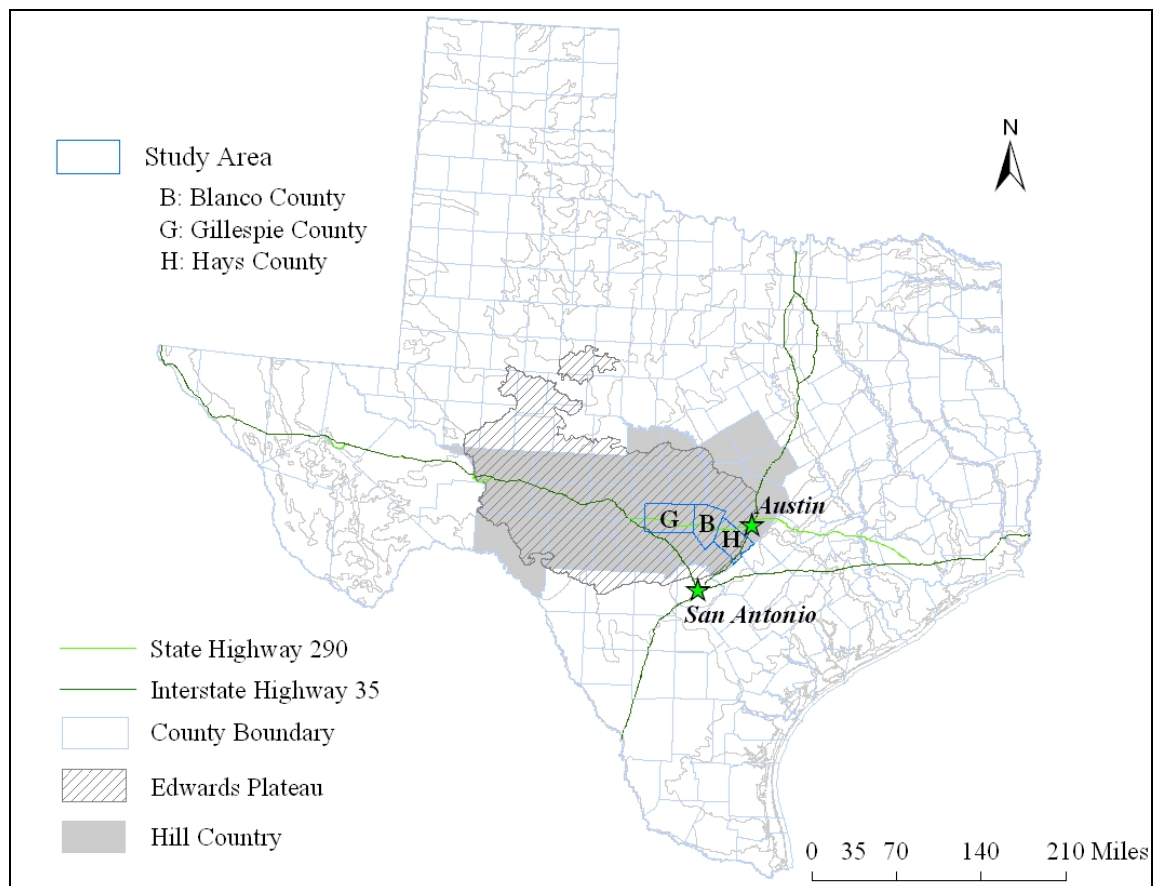 N
Study Area
B: Blanco County
G: Gillespie County
H: Hays County
Austin
G
B
H
San Antonio
State Highway 290
Interstate Highway 35
County Boundary
Edwards Plateau
Hill Country
0 35 70 140 210 Miles